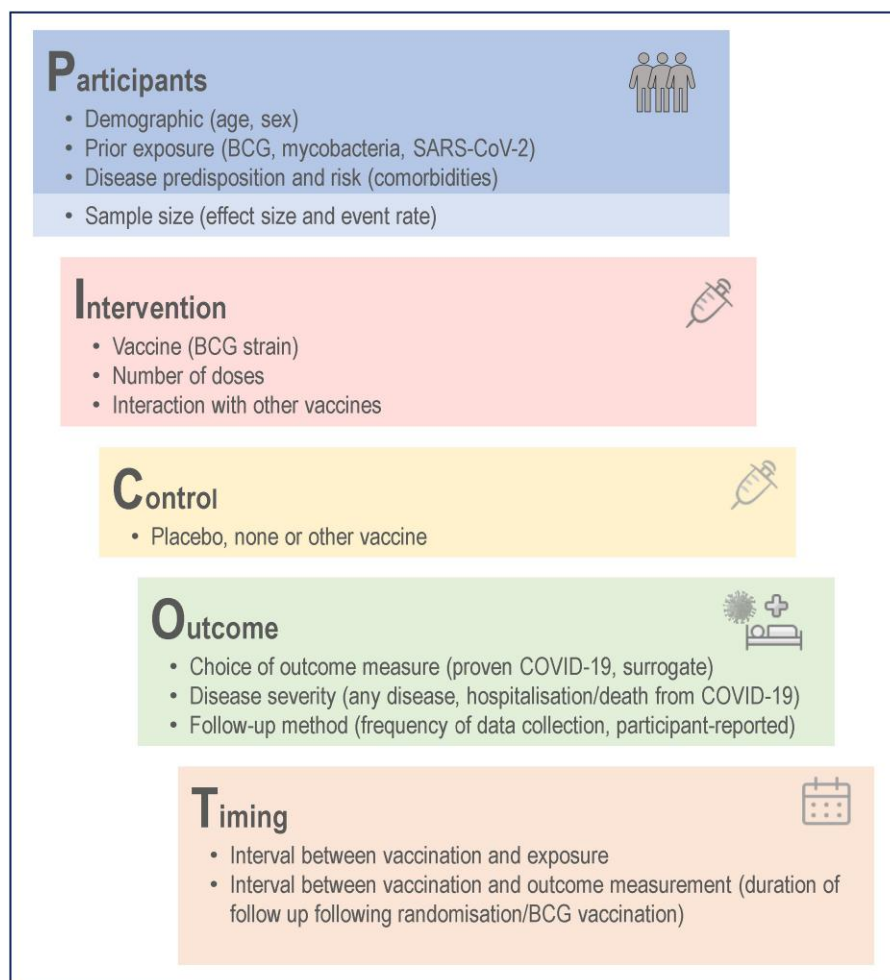 Participants
• Demographic (age, sex)
• Prior exposure (BCG, mycobacteria, SARS-CoV-2)
• Disease predisposition and risk (comorbidities)
• Sample size (effect size and event rate)
Intervention
• Vaccine (BCG strain)
• Number of doses
• Interaction with other vaccines
Control
• Placebo, none or other vaccine
Outcome
• Choice of outcome measure (proven COVID-19, surrogate)
• Disease severity (any disease, hospitalisation/death from COVID-19)
• Follow-up method (frequency of data collection, participant-reported)
Timing
• Interval between vaccination and exposure
• Interval between vaccination and outcome measurement (duration of
follow up following randomisation/BCG vaccination)